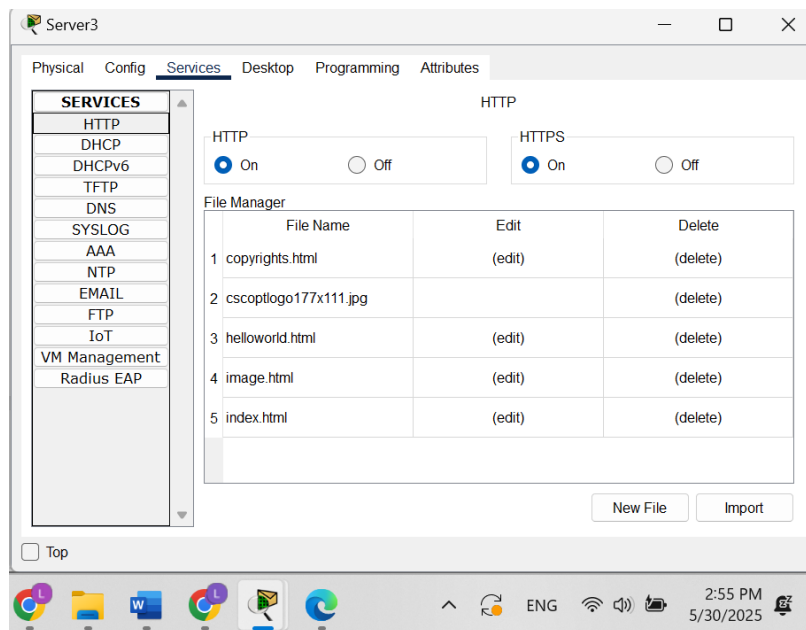 Server3
Physical Config Services Desktop Programming Attributes
SERVICES
HTTP
DHCP
DHCPv6
TFTP
DNS
SYSLOG
AAA
NTP
EMAIL
FTP
IoT
VM Management
Radius EAP
HTTP
HTTP
On Off
HTTPS
On Off
File Manager
File Name Edit Delete
1 copyrights.html (edit) (delete)
2 cscoptlogo177x111.jpg (delete)
3 helloworld.html (edit) (delete)
4 image.html (edit) (delete)
5 index.html (edit) (delete)
New File Import
Top
L W L ENG 2:55 PM
5/30/2025